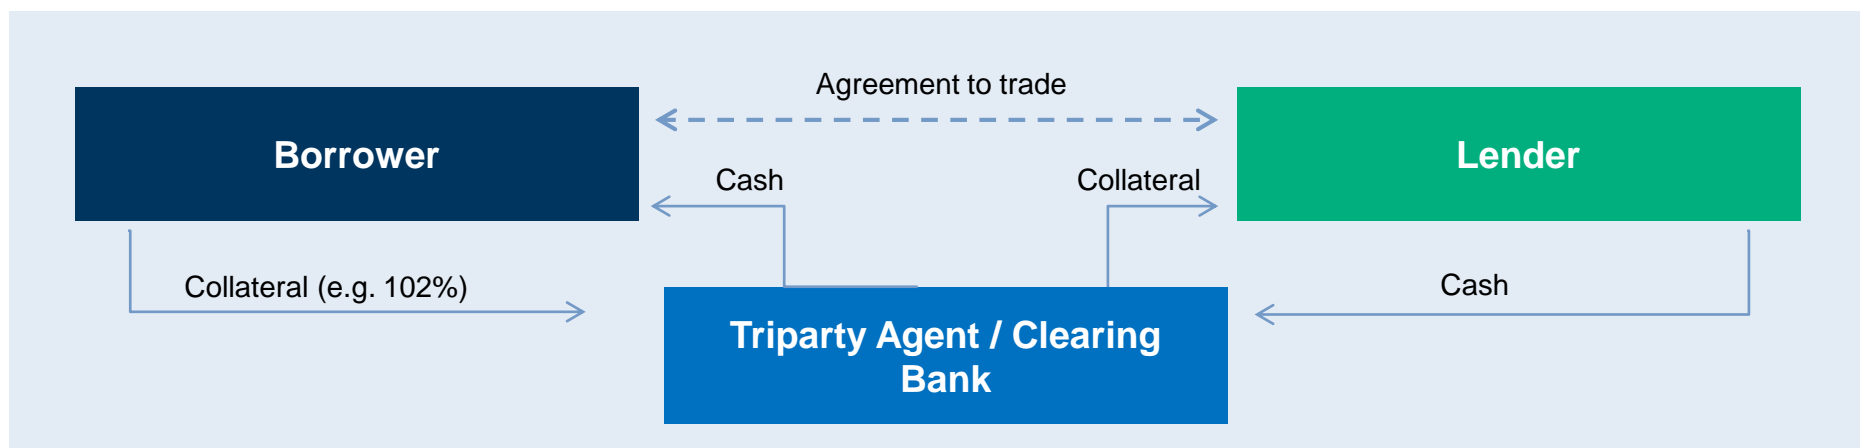 Agreement to trade
Borrower
Lender
Cash
Collateral
Collateral (e.g. 102%)
Cash
Triparty Agent / Clearing
Bank